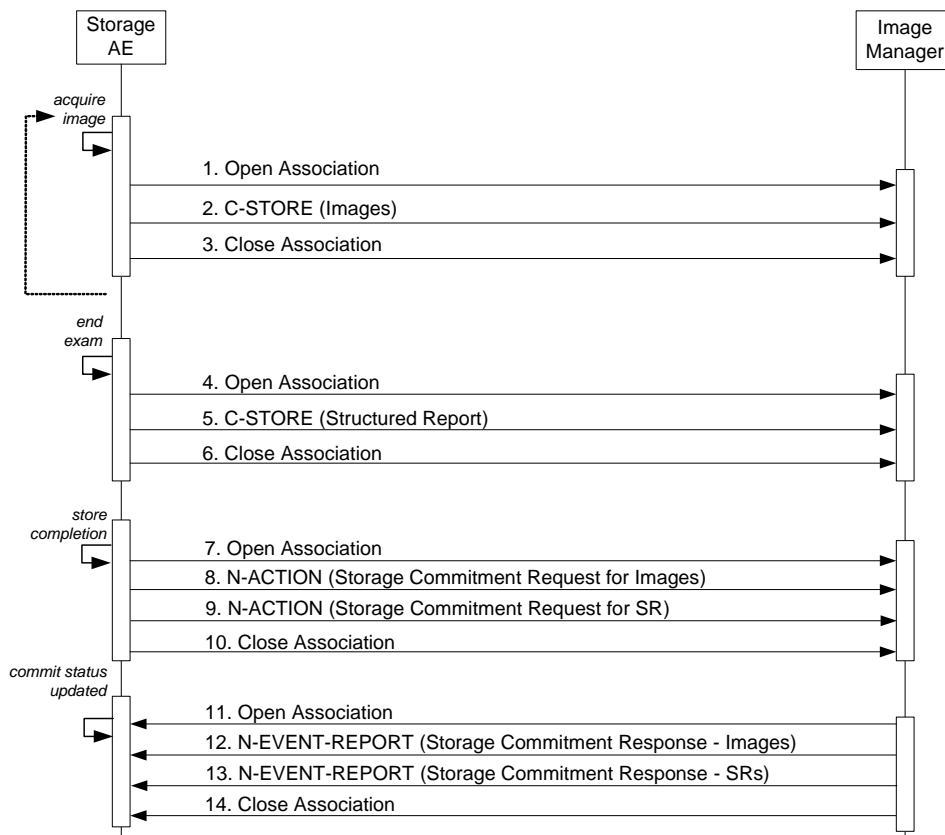 Storage
AE
Image
Manager
acquire
image
1. Open Association
2. C-STORE (Images)
3. Close Association
end
exam
4. Open Association
5. C-STORE (Structured Report)
6. Close Association
store
completion
7. Open Association
8. N-ACTION (Storage Commitment Request for Images)
9. N-ACTION (Storage Commitment Request for SR)
10. Close Association
commit status
updated
11. Open Association
12. N-EVENT-REPORT (Storage Commitment Response - Images)
13. N-EVENT-REPORT (Storage Commitment Response - SRs)
14. Close Association